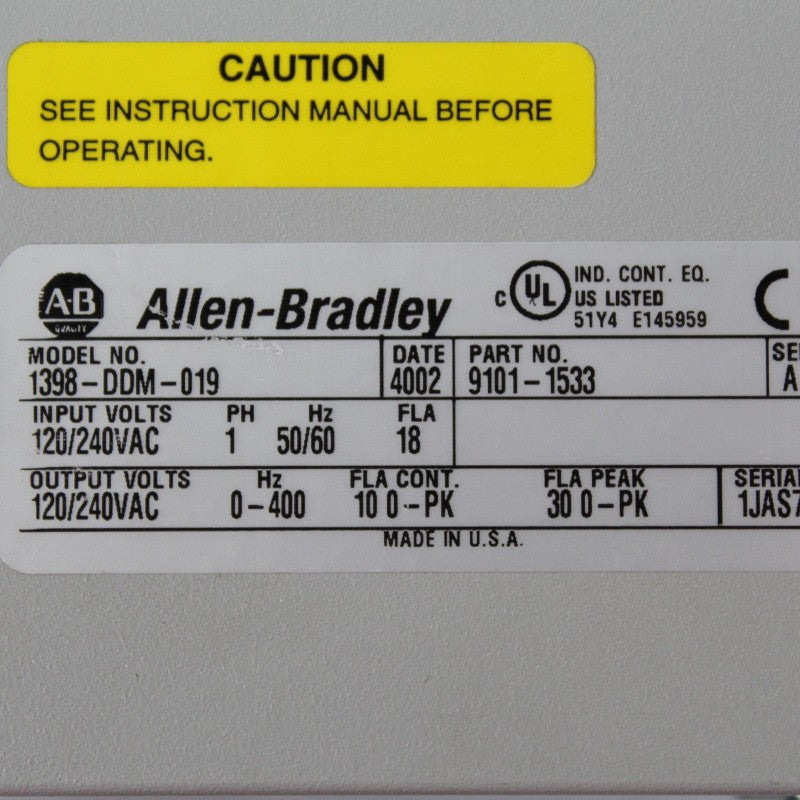 CAUTION
SEE INSTRUCTION MANUAL BEFORE
OPERATING.
AB
QUALITY
Allen-Bradley
C UL US
IND. CONT. EQ.
LISTED
51Y4 E145959
MODEL NO. DATE PART NO.
1398-DDM-019 4002 9101-1533 A
INPUT VOLTS PH Hz FLA
120/240VAC 1 50/60 18
OUTPUT VOLTS Hz FLA CONT. FLA PEAK
120/240VAC 0-400 10 0-PK 30 0-PK
MADE IN U.S.A.